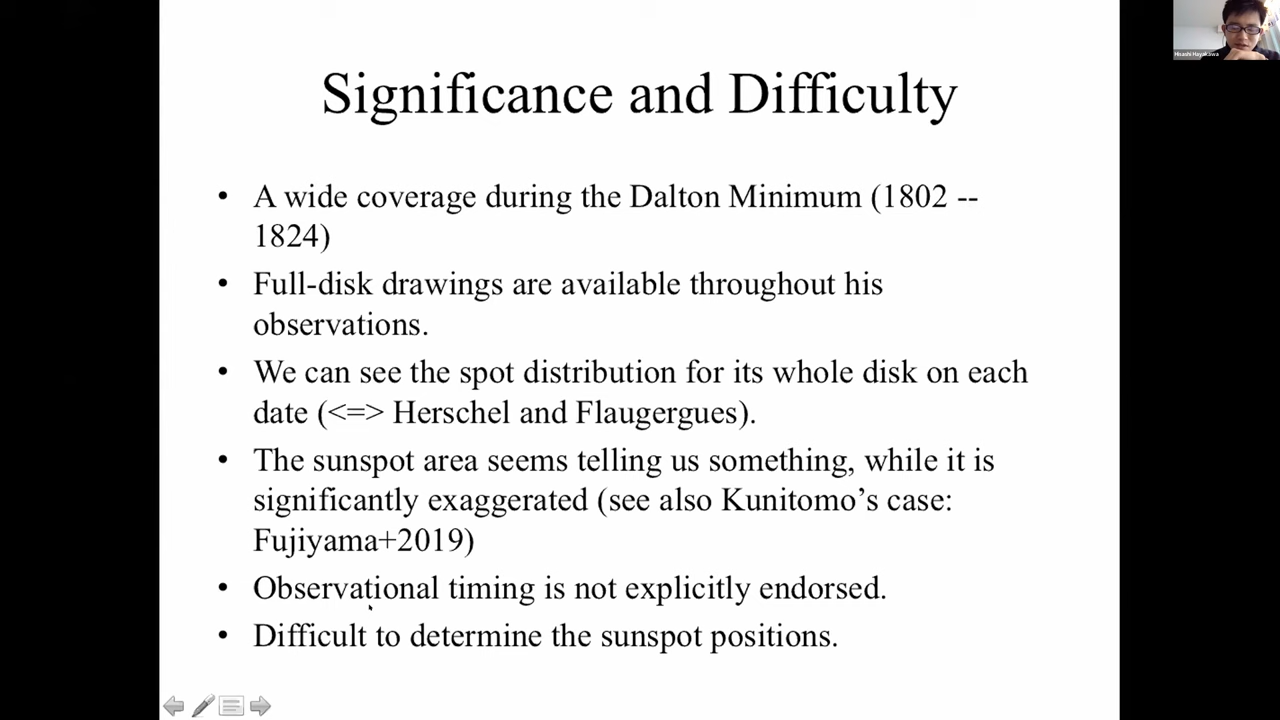 Significance and Difficulty
• A wide coverage during the Dalton Minimum (1802 --
1824)
• Full-disk drawings are available throughout his
observations.
• We can see the spot distribution for its whole disk on each
date (<=> Herschel and Flaugergues).
• The sunspot area seems telling us something, while it is
significantly exaggerated (see also Kunitomo’s case:
Fujiyama+2019)
• Observational timing is not explicitly endorsed.
• Difficult to determine the sunspot positions.
Hisashi Hayakawa